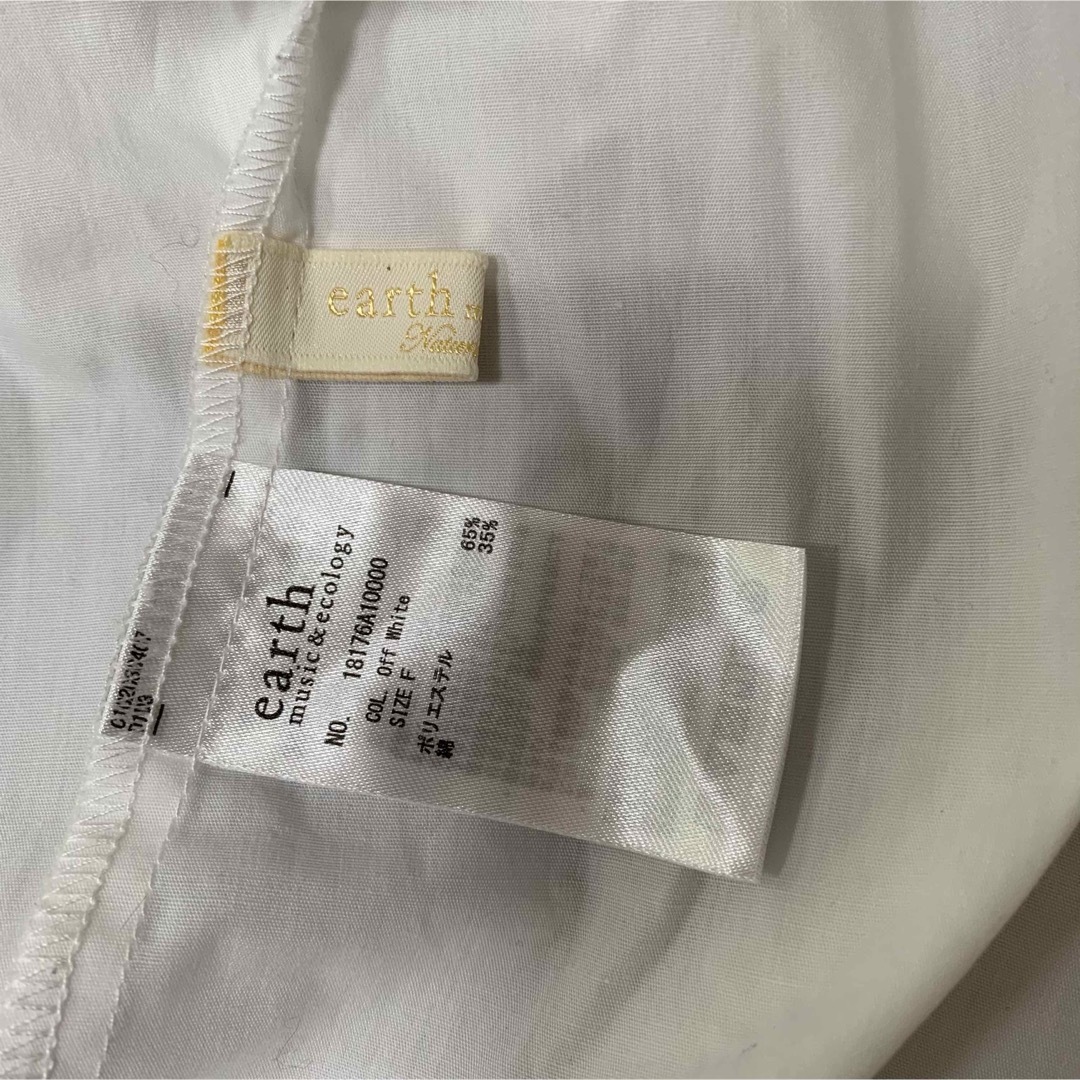 earth
Natural
earth
music&ecology
NO. 18176A10000
COL. Off White
SIZE F
ポリエステル 65%
綿 35%